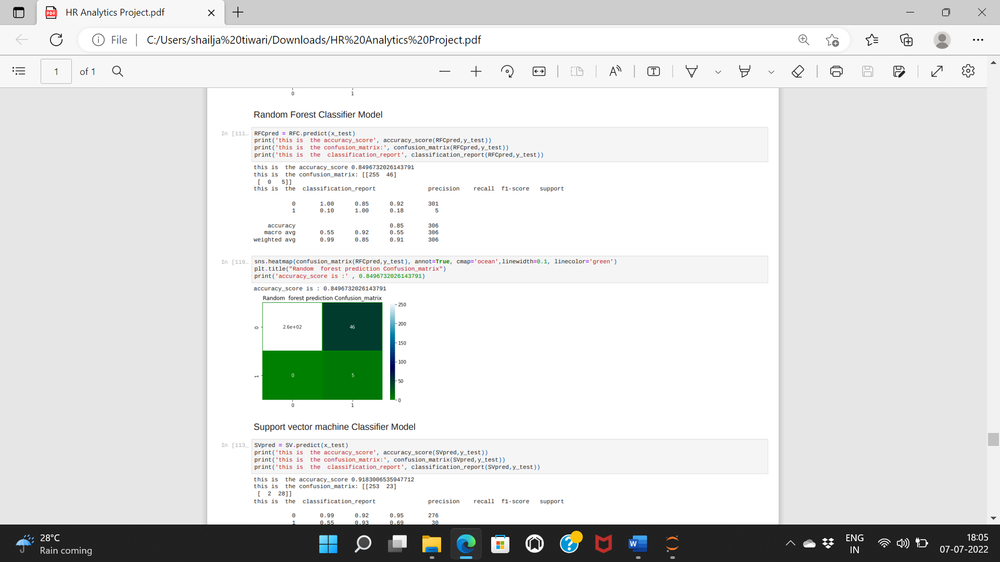 HR Analytics Project.pdf
File C:/Users/shailja%20tiwari/Downloads/HR%20Analytics%20Project.pdf
1 of 1
0 1
Random Forest Classifier Model
In [111… RFCpred = RFC.predict(x_test)
print('this is  the accuracy_score', accuracy_score(RFCpred,y_test))
print('this is  the confusion_matrix:', confusion_matrix(RFCpred,y_test))
print('this is  the  classification_report', classification_report(RFCpred,y_test))
this is  the accuracy_score 0.8496732026143791
this is  the confusion_matrix: [[255  46]
[  0   5]]
this is  the  classification_report precision recall f1-score support
0 1.00 0.85 0.92 301
1 0.10 1.00 0.18 5
accuracy 0.85 306
macro avg 0.55 0.92 0.55 306
weighted avg 0.99 0.85 0.91 306
In [119… sns.heatmap(confusion_matrix(RFCpred,y_test), annot=True, cmap='ocean',linewidth=0.1, linecolor='green')
plt.title("Random  forest prediction Confusion_matrix")
print('accuracy_score is :' , 0.8496732026143791)
accuracy_score is : 0.8496732026143791
Random  forest prediction Confusion_matrix
250
200
0 2.6e+02 46
150
100
1 0 5
50
0
0 1
Support vector machine Classifier Model
In [113… SVpred = SV.predict(x_test)
print('this is  the accuracy_score', accuracy_score(SVpred,y_test))
print('this is  the confusion_matrix:', confusion_matrix(SVpred,y_test))
print('this is  the  classification_report', classification_report(SVpred,y_test))
this is  the accuracy_score 0.9183006535947712
this is  the confusion_matrix: [[253  23]
[  2  28]]
this is  the  classification_report precision recall f1-score support
0 0.99 0.92 0.95 276
1 0.55 0.93 0.69 30
28°C
Rain coming
ENG
IN
18:05
07-07-2022